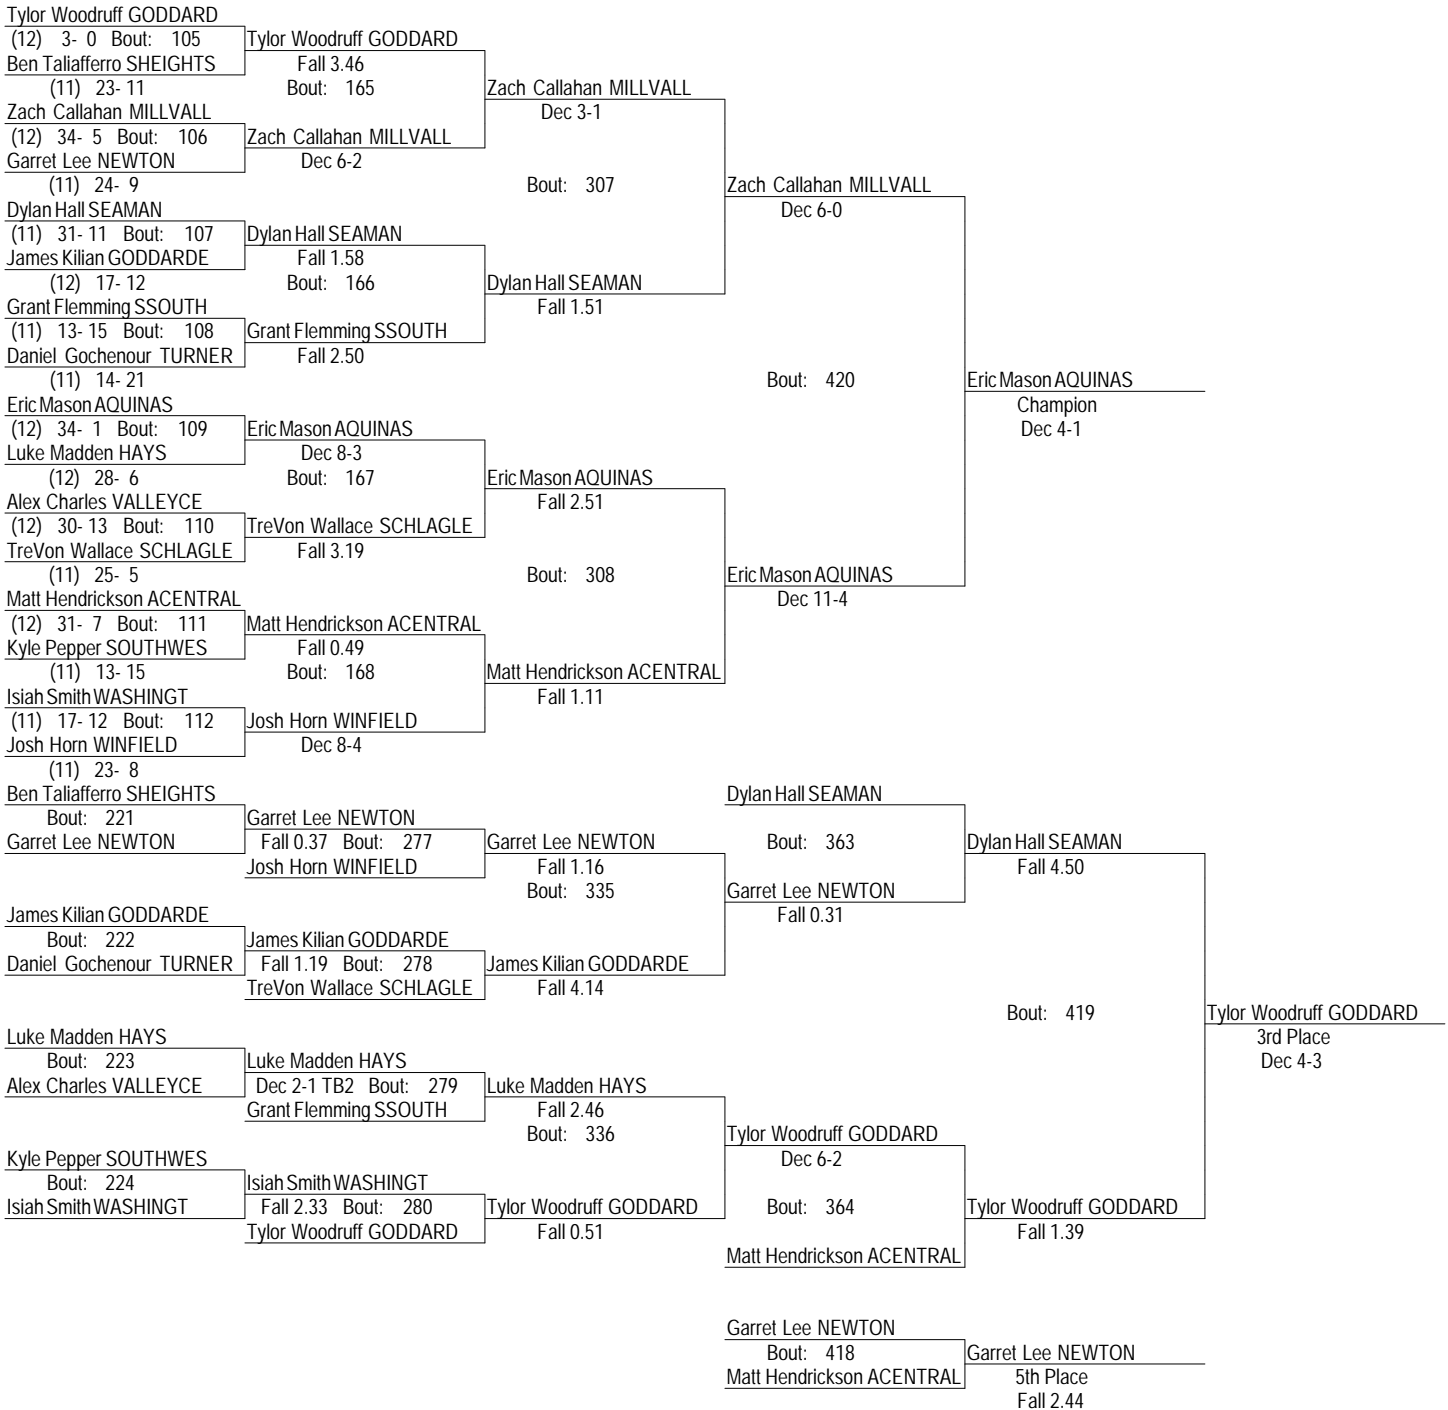 Tylor Woodruff GODDARD
(12) 3- 0 Bout: 105 Tylor Woodruff GODDARD
Ben Taliafferro SHEIGHTS Fall 3.46
(11) 23- 11 Bout: 165 Zach Callahan MILLVALL
Zach Callahan MILLVALL Dec 3-1
(12) 34- 5 Bout: 106 Zach Callahan MILLVALL
Garret Lee NEWTON Dec 6-2
(11) 24- 9 Bout: 307 Zach Callahan MILLVALL
Dylan Hall SEAMAN Dec 6-0
(11) 31- 11 Bout: 107 Dylan Hall SEAMAN
James Kilian GODDARDE Fall 1.58
(12) 17- 12 Bout: 166 Dylan Hall SEAMAN
Grant Flemming SSOUTH Fall 1.51
(11) 13- 15 Bout: 108 Grant Flemming SSOUTH
Daniel Gochenour TURNER Fall 2.50
(11) 14- 21 Bout: 420 Eric Mason AQUINAS
Eric Mason AQUINAS Champion
(12) 34- 1 Bout: 109 Eric Mason AQUINAS Dec 4-1
Luke Madden HAYS Dec 8-3
(12) 28- 6 Bout: 167 Eric Mason AQUINAS
Alex Charles VALLEYCE Fall 2.51
(12) 30- 13 Bout: 110 TreVon Wallace SCHLAGLE
TreVon Wallace SCHLAGLE Fall 3.19
(11) 25- 5 Bout: 308 Eric Mason AQUINAS
Matt Hendrickson ACENTRAL Dec 11-4
(12) 31- 7 Bout: 111 Matt Hendrickson ACENTRAL
Kyle Pepper SOUTHWES Fall 0.49
(11) 13- 15 Bout: 168 Matt Hendrickson ACENTRAL
Isiah Smith WASHINGT Fall 1.11
(11) 17- 12 Bout: 112 Josh Horn WINFIELD
Josh Horn WINFIELD Dec 8-4
(11) 23- 8
Ben Taliafferro SHEIGHTS Dylan Hall SEAMAN
Bout: 221 Garret Lee NEWTON
Garret Lee NEWTON Fall 0.37 Bout: 277 Garret Lee NEWTON Bout: 363 Dylan Hall SEAMAN
Josh Horn WINFIELD Fall 1.16 Fall 4.50
Bout: 335 Garret Lee NEWTON
James Kilian GODDARDE Fall 0.31
Bout: 222 James Kilian GODDARDE
Daniel Gochenour TURNER Fall 1.19 Bout: 278 James Kilian GODDARDE
TreVon Wallace SCHLAGLE Fall 4.14
Bout: 419 Tylor Woodruff GODDARD
Luke Madden HAYS 3rd Place
Bout: 223 Luke Madden HAYS Dec 4-3
Alex Charles VALLEYCE Dec 2-1 TB2 Bout: 279 Luke Madden HAYS
Grant Flemming SSOUTH Fall 2.46
Bout: 336 Tylor Woodruff GODDARD
Kyle Pepper SOUTHWES Dec 6-2
Bout: 224 Isiah Smith WASHINGT
Isiah Smith WASHINGT Fall 2.33 Bout: 280 Tylor Woodruff GODDARD Bout: 364 Tylor Woodruff GODDARD
Tylor Woodruff GODDARD Fall 0.51 Fall 1.39
Matt Hendrickson ACENTRAL
Garret Lee NEWTON
Bout: 418 Garret Lee NEWTON
Matt Hendrickson ACENTRAL 5th Place
Fall 2.44